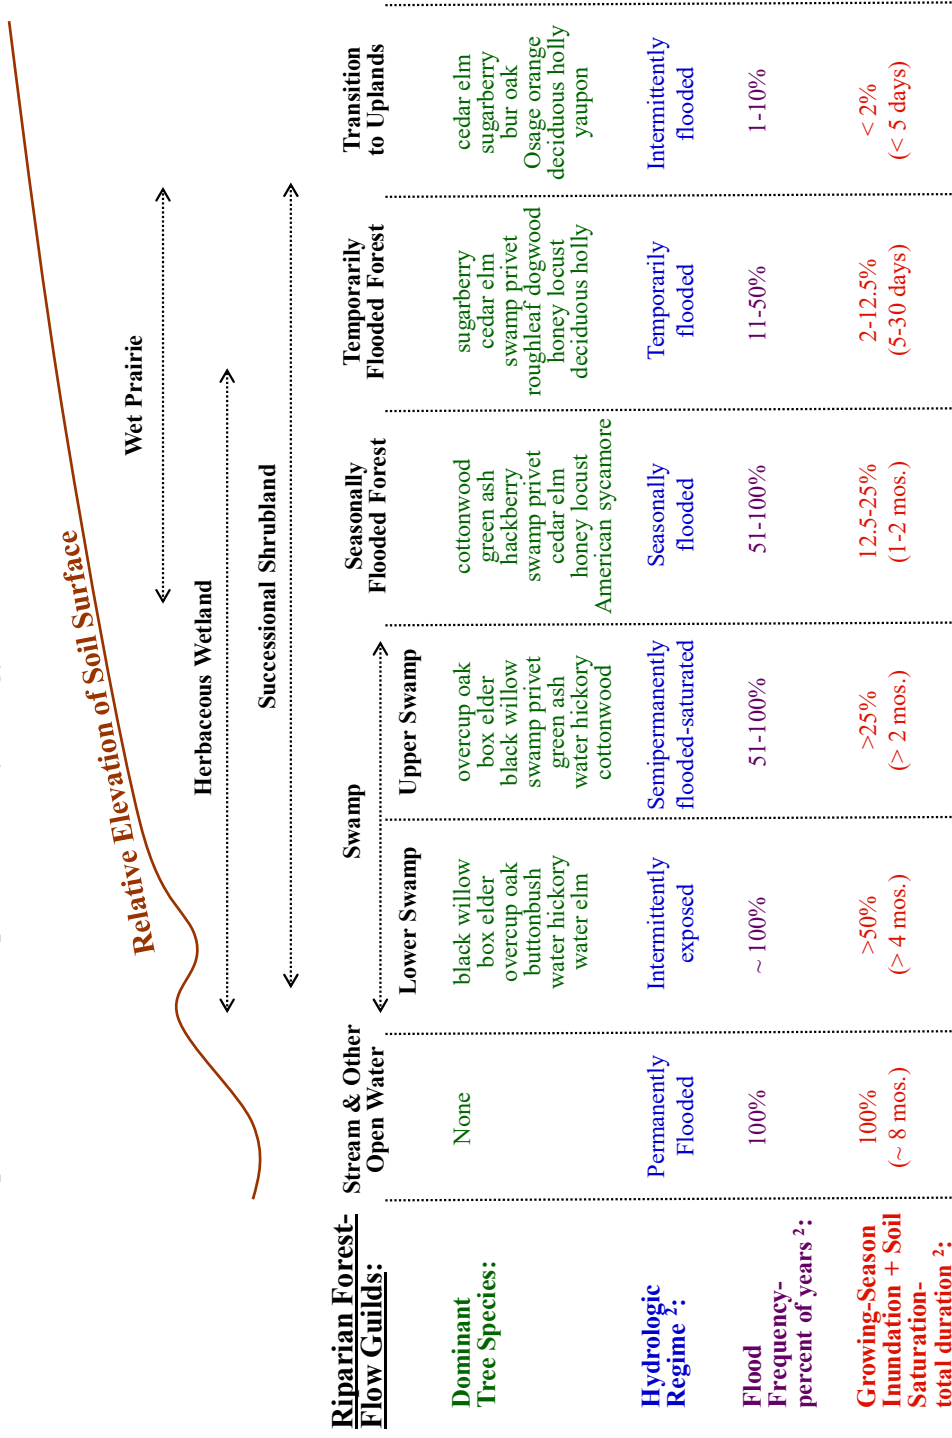 Relative Elevation of Soil Surface
Wet Prairie
Herbaceous Wetland
Successional Shrubland
Riparian Forest-
Flow Guilds:
Stream & Other
Open Water
Swamp
Lower Swamp
Upper Swamp
Seasonally
Flooded Forest
Temporarily
Flooded Forest
Transition
to Uplands
Dominant
Tree Species:
None
black willow
box elder
overcup oak
buttonbush
water hickory
water elm
overcup oak
box elder
black willow
swamp privet
green ash
water hickory
cottonwood
cottonwood
green ash
hackberry
swamp privet
cedar elm
honey locust
American sycamore
sugarberry
cedar elm
swamp privet
roughleaf dogwood
honey locust
deciduous holly
cedar elm
sugarberry
bur oak
Osage orange
deciduous holly
yaupon
Hydrologic
Regime ²:
Permanently
Flooded
Intermittently
exposed
Semipermanently
flooded-saturated
Seasonally
flooded
Temporarily
flooded
Intermittently
flooded
Flood
Frequency-
percent of years ²:
100%
~ 100%
51-100%
51-100%
11-50%
1-10%
Growing-Season
Inundation + Soil
Saturation-
total duration ²:
100%
(~ 8 mos.)
>50%
(> 4 mos.)
>25%
(> 2 mos.)
12.5-25%
(1-2 mos.)
2-12.5%
(5-30 days)
< 2%
(< 5 days)